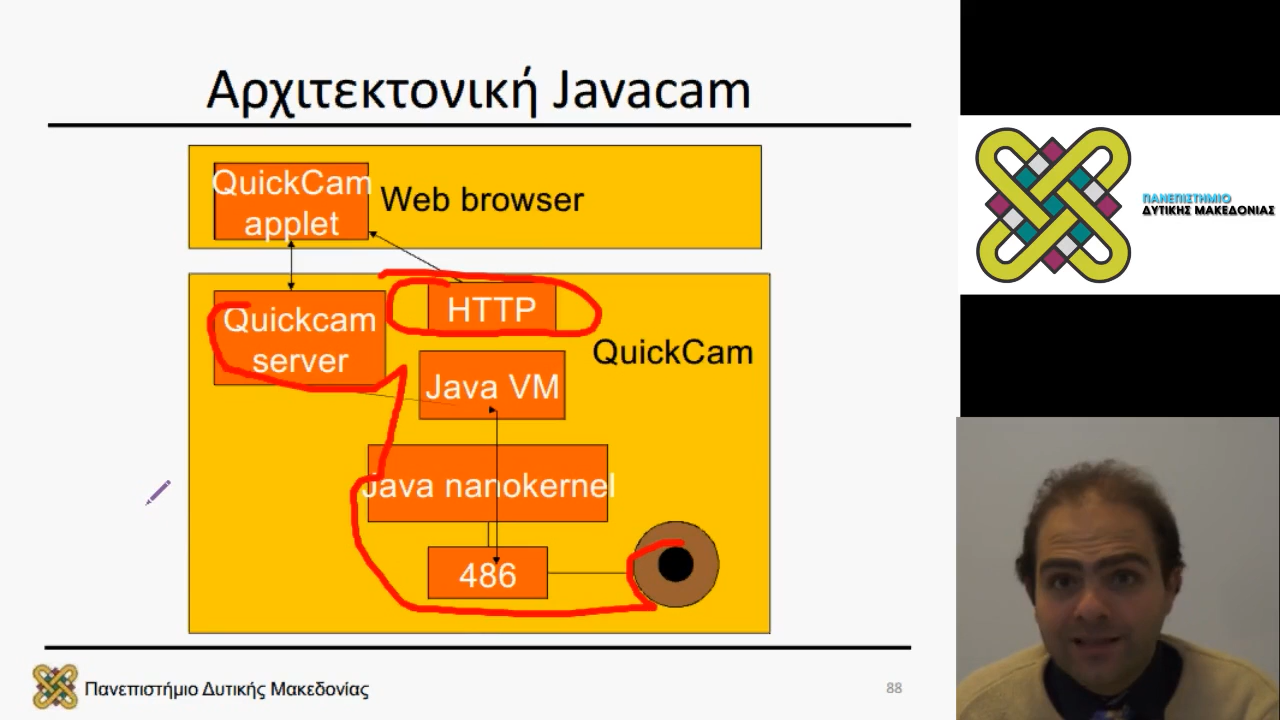 Αρχιτεκτονική Javacam
QuickCam
applet
Web browser
Quickcam
server
HTTP
QuickCam
Java VM
Java nanokernel
486
Πανεπιστήμιο Δυτικής Μακεδονίας
88
ΠΑΝΕΠΙΣΤΗΜΙΟ
ΔΥΤΙΚΗΣ ΜΑΚΕΔΟΝΙΑΣ